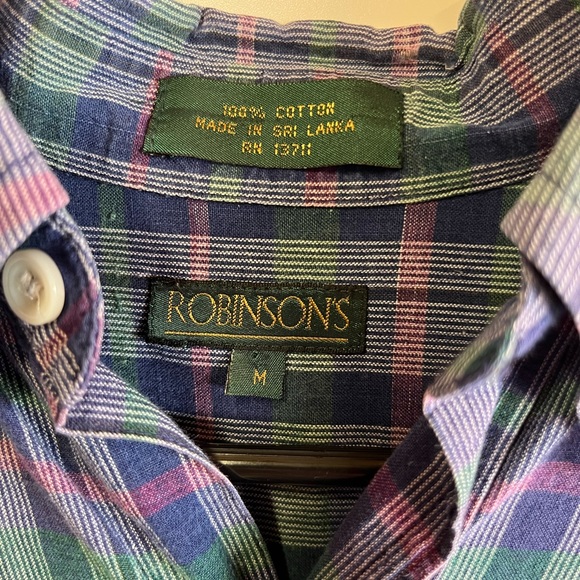 100% COTTON
MADE IN SRI LANKA
RN 13711
ROBINSON'S
M